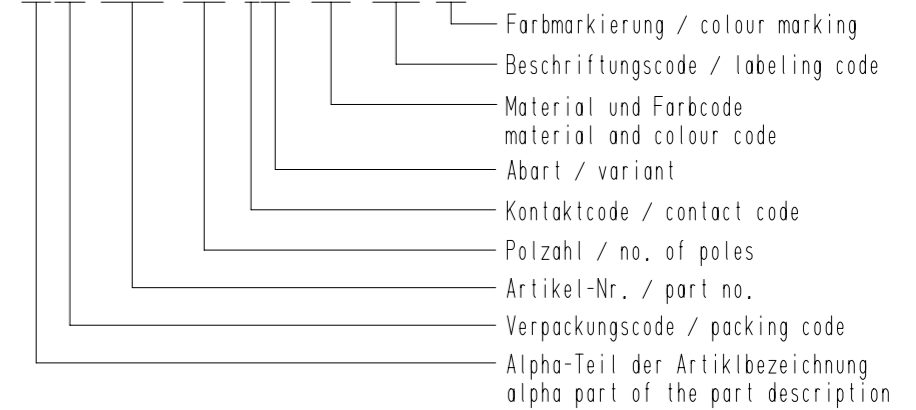 Farbmarkierung / colour marking
Beschriftungscode / labeling code
Material und Farbcode
material and colour code
Abart / variant
Kontaktcode / contact code
Polzahl / no. of poles
Artikel-Nr. / part no.
Verpackungscode / packing code
Alpha-Teil der Artiklbezeichnung
alpha part of the part description